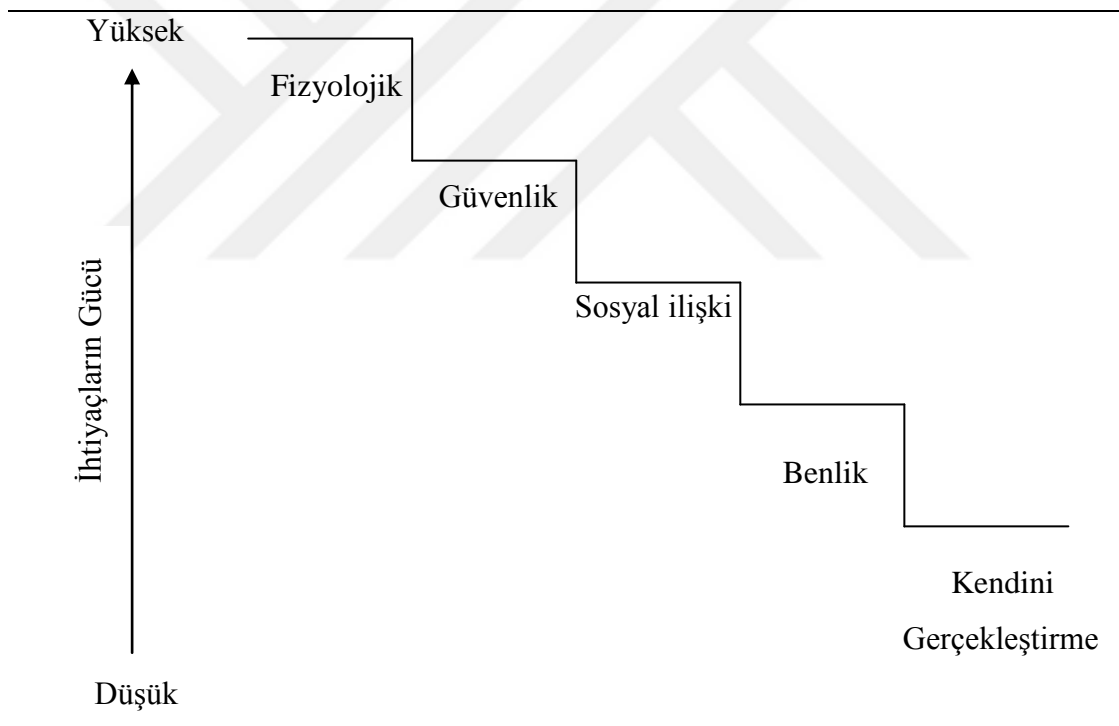 Yüksek
Fizyolojik
Güvenlik
Sosyal ilişki
İhtiyaçların Gücü
Benlik
Kendini
Gerçekleştirme
Düşük